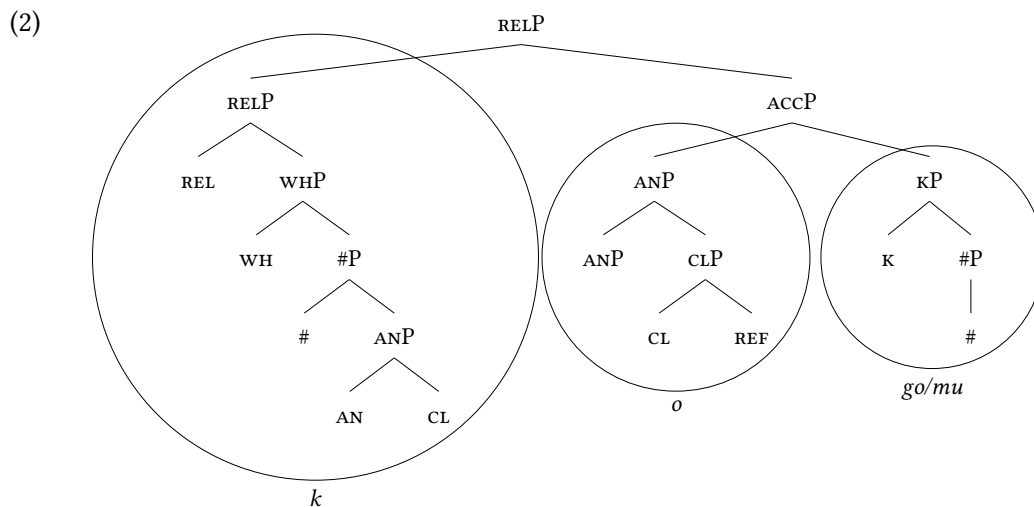 (2)
RELP
RELP ACCP
REL WHP ANP KP
WH #P ANP CLP K #P
# ANP CL REF #
AN CL
o go/mu
k